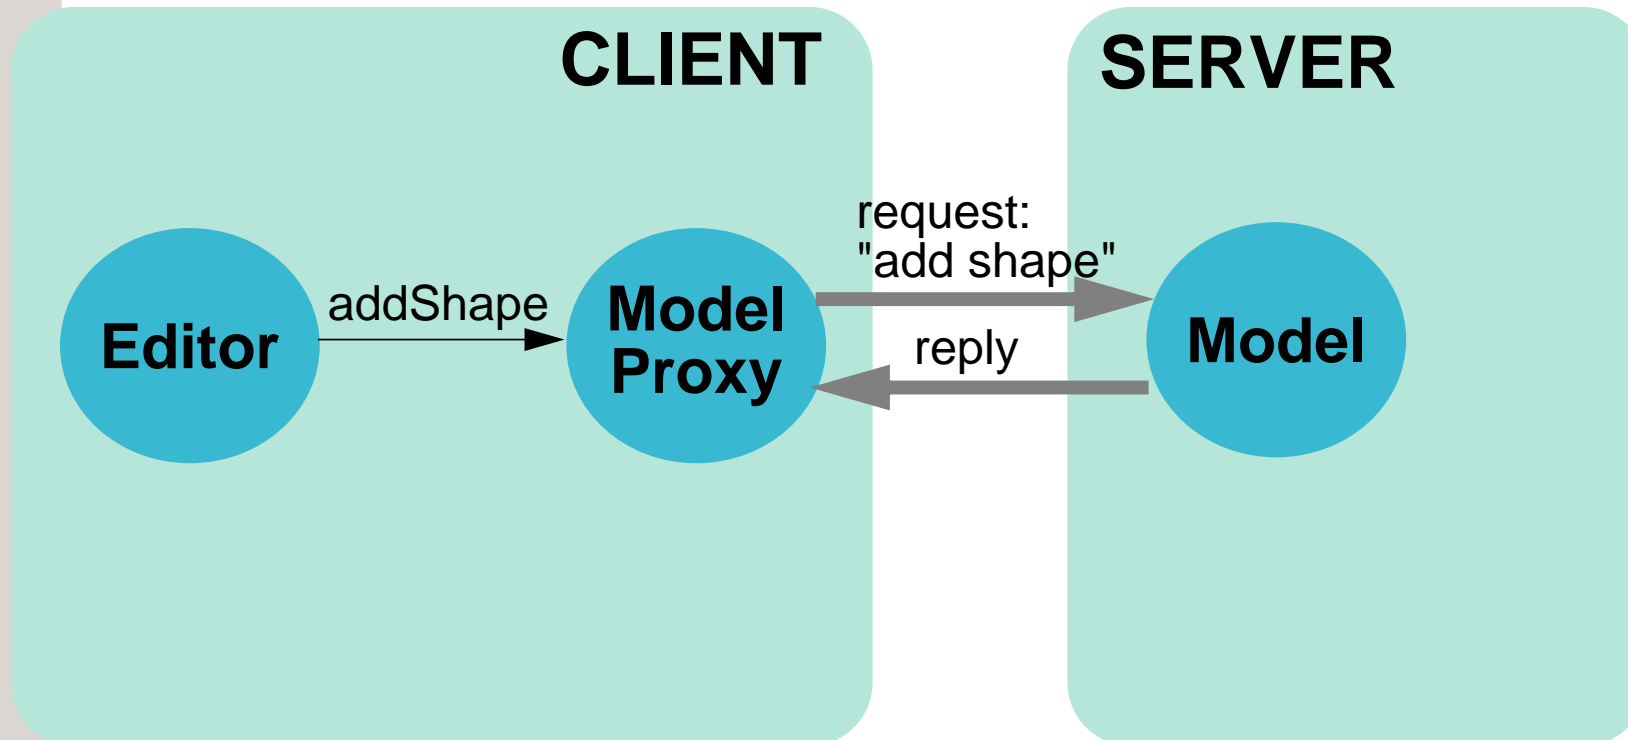 CLIENT
SERVER
Editor
addShape
Model
Proxy
request:
"add shape"
reply
Model